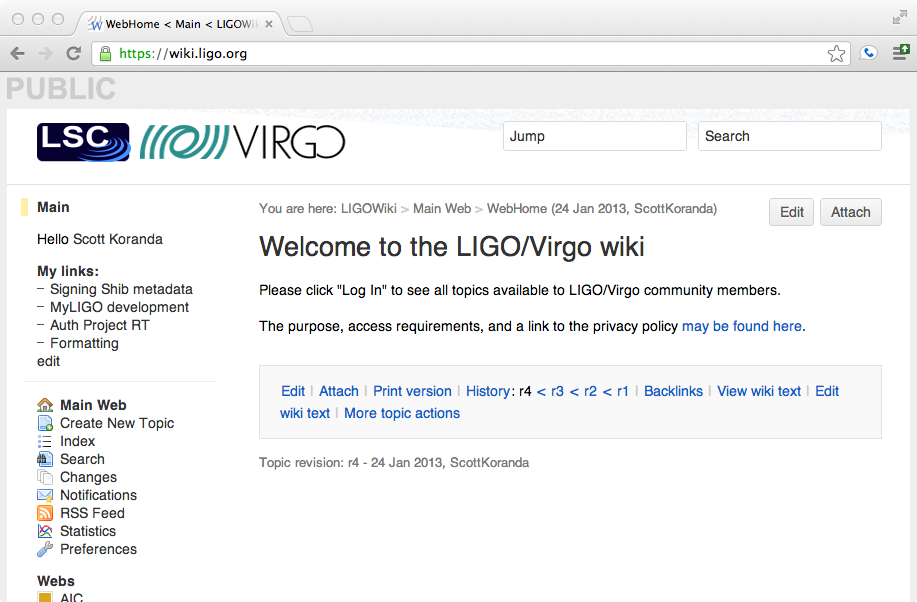 WebHome < Main < LIGOWi
https://wiki.ligo.org
PUBLIC
LSC
VIRGO
Jump
Search
Main
You are here: LIGOWiki > Main Web > WebHome (24 Jan 2013, ScottKoranda)
Edit
Attach
Hello Scott Koranda
Welcome to the LIGO/Virgo wiki
My links:
– Signing Shib metadata
– MyLIGO development
– Auth Project RT
– Formatting
edit
Please click "Log In" to see all topics available to LIGO/Virgo community members.
The purpose, access requirements, and a link to the privacy policy may be found here.
Edit | Attach | Print version | History: r4 < r3 < r2 < r1 | Backlinks | View wiki text | Edit
wiki text | More topic actions
Topic revision: r4 - 24 Jan 2013, ScottKoranda
Main Web
Create New Topic
Index
Search
Changes
Notifications
RSS Feed
Statistics
Preferences
Webs
AIC